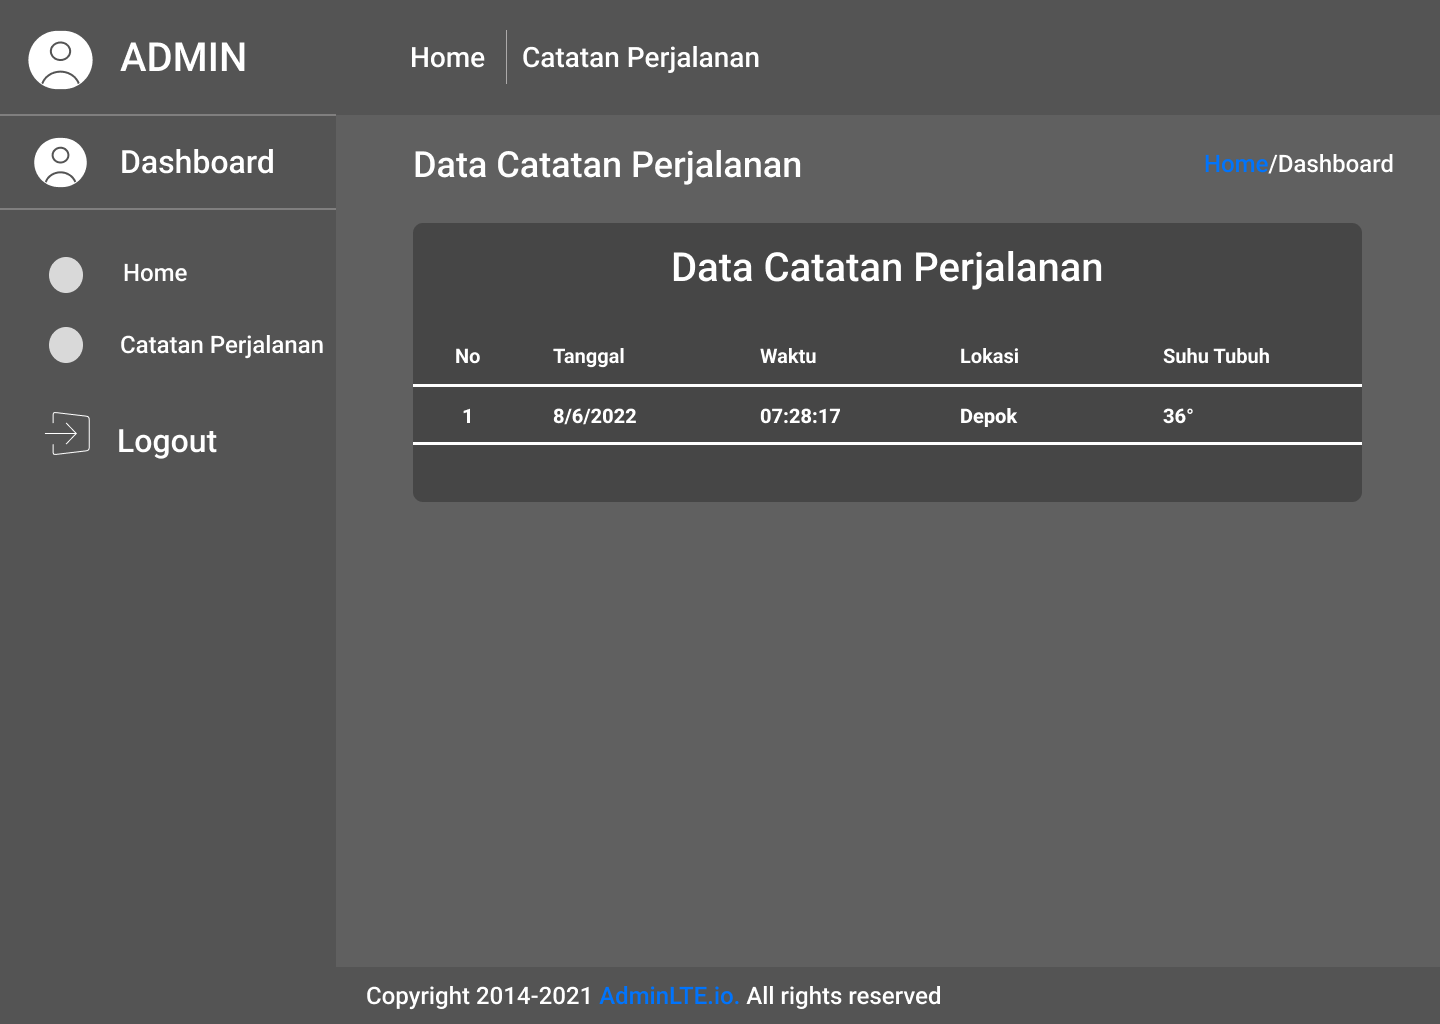 ADMIN
Home
Catatan Perjalanan
Dashboard
Data Catatan Perjalanan
Home/Dashboard
Home
Catatan Perjalanan
Logout
Data Catatan Perjalanan
No Tanggal Waktu Lokasi Suhu Tubuh
1 8/6/2022 07:28:17 Depok 36°
Copyright 2014-2021 AdminLTE.io. All rights reserved